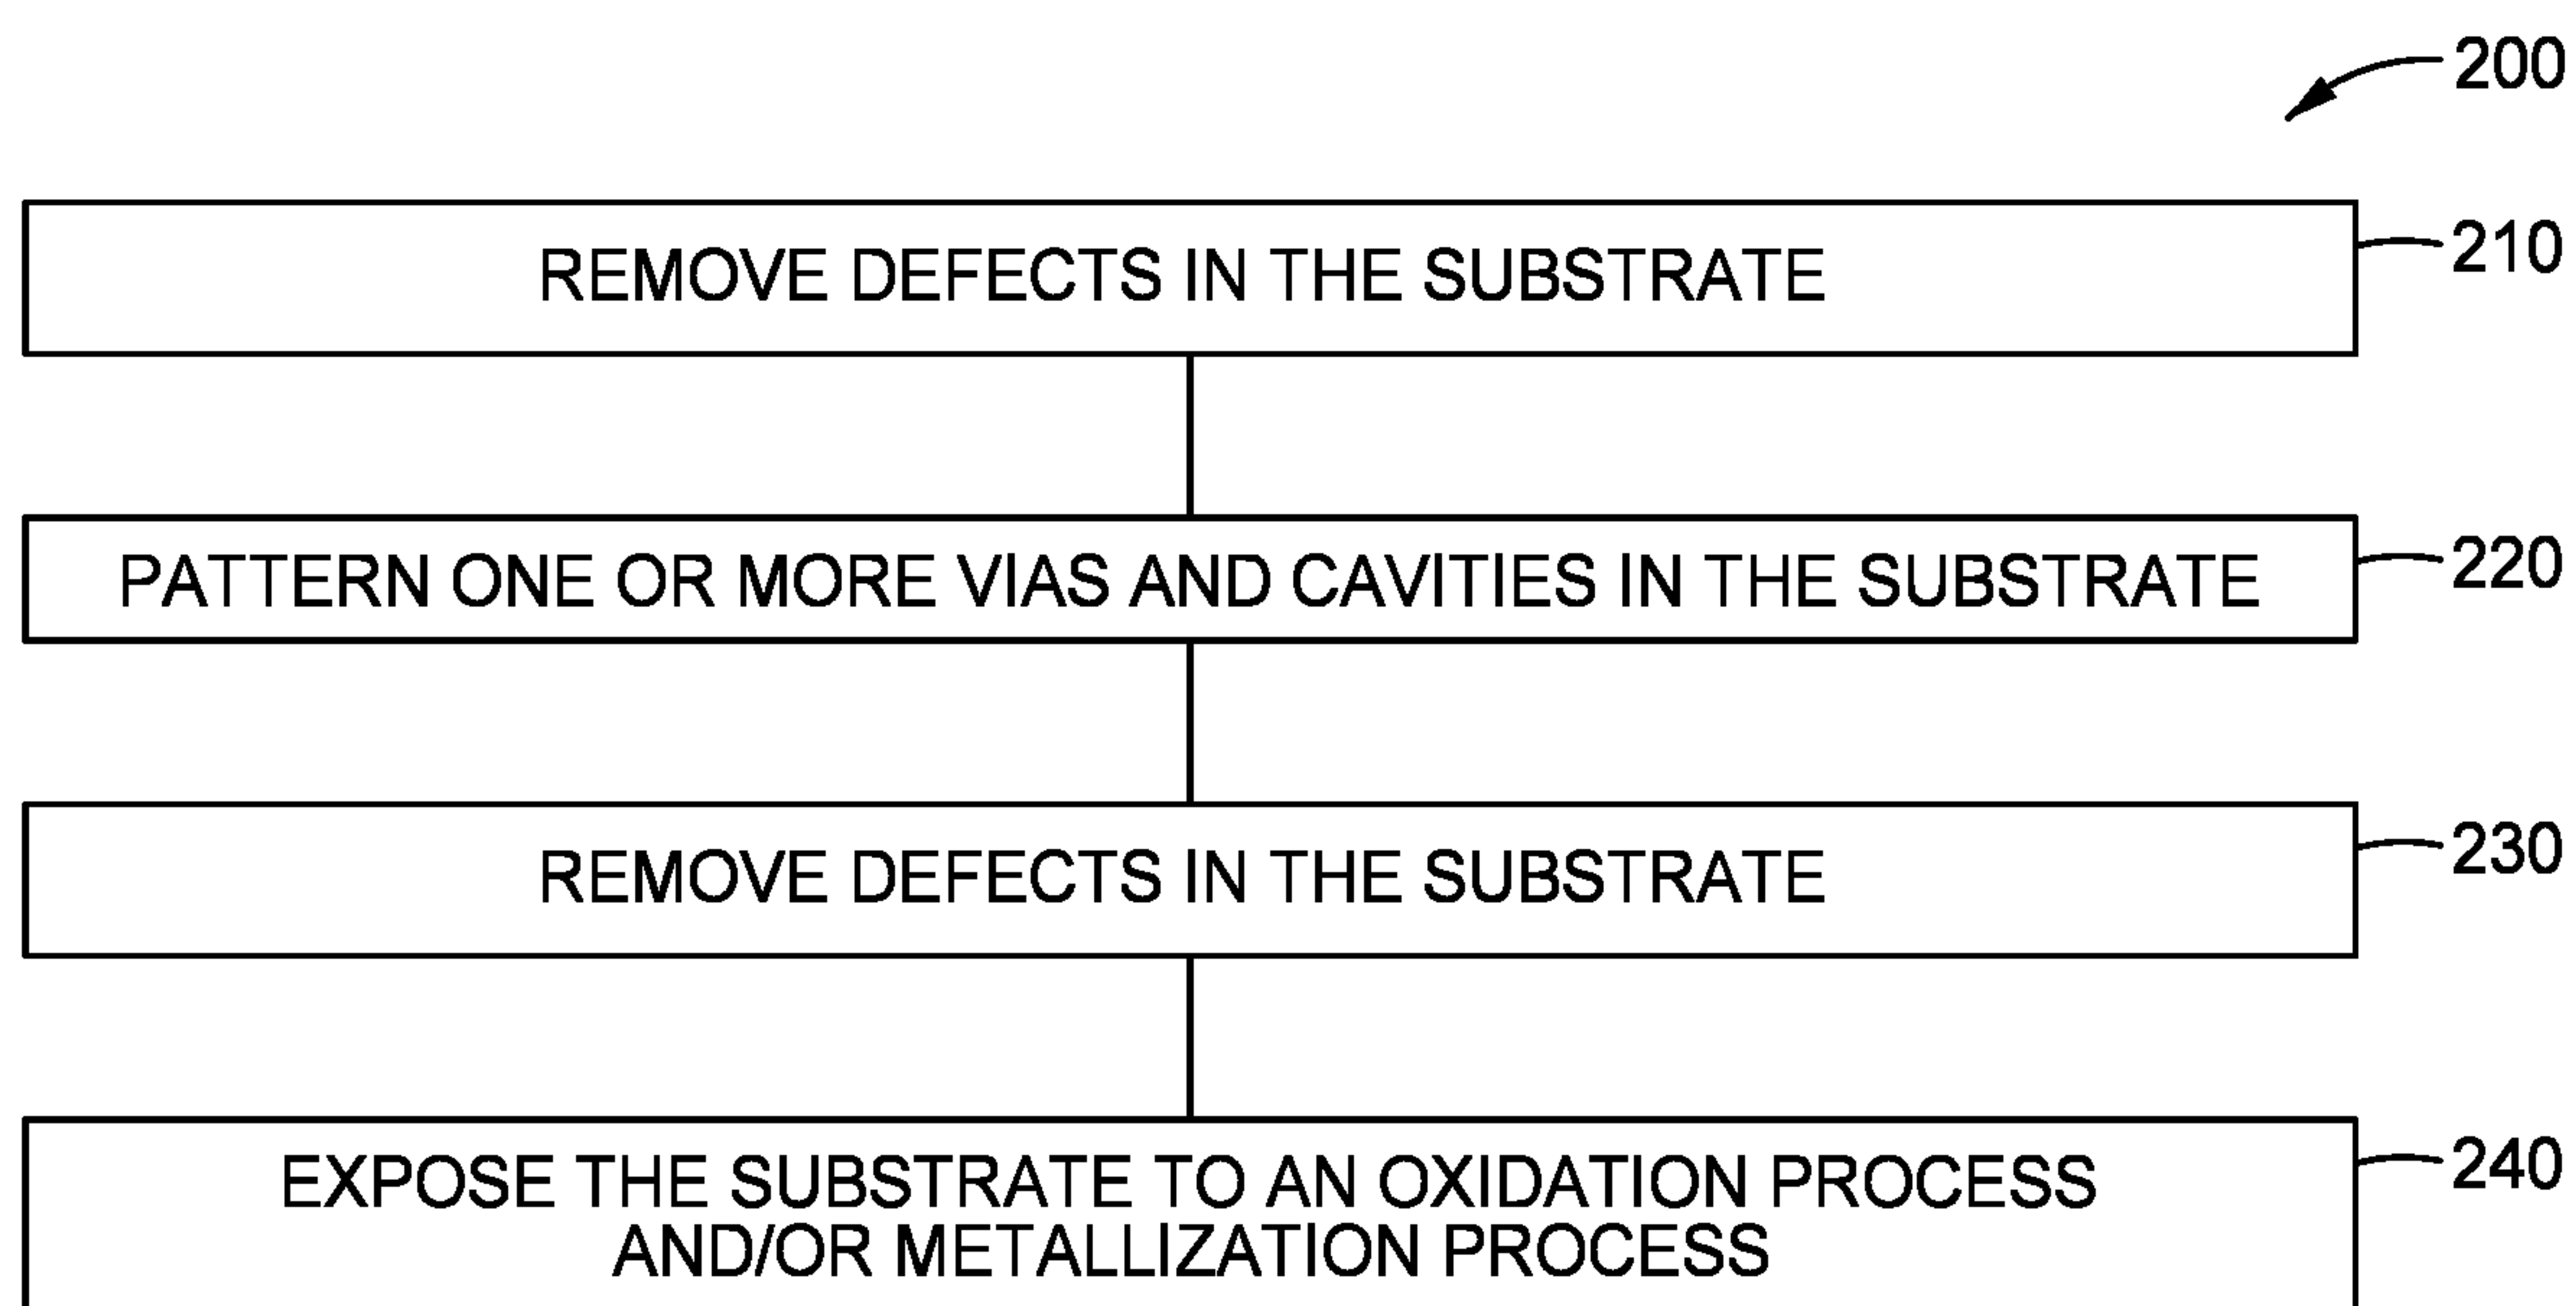 200
REMOVE DEFECTS IN THE SUBSTRATE
210
PATTERN ONE OR MORE VIAS AND CAVITIES IN THE SUBSTRATE
220
REMOVE DEFECTS IN THE SUBSTRATE
230
EXPOSE THE SUBSTRATE TO AN OXIDATION PROCESS
AND/OR METALLIZATION PROCESS
240